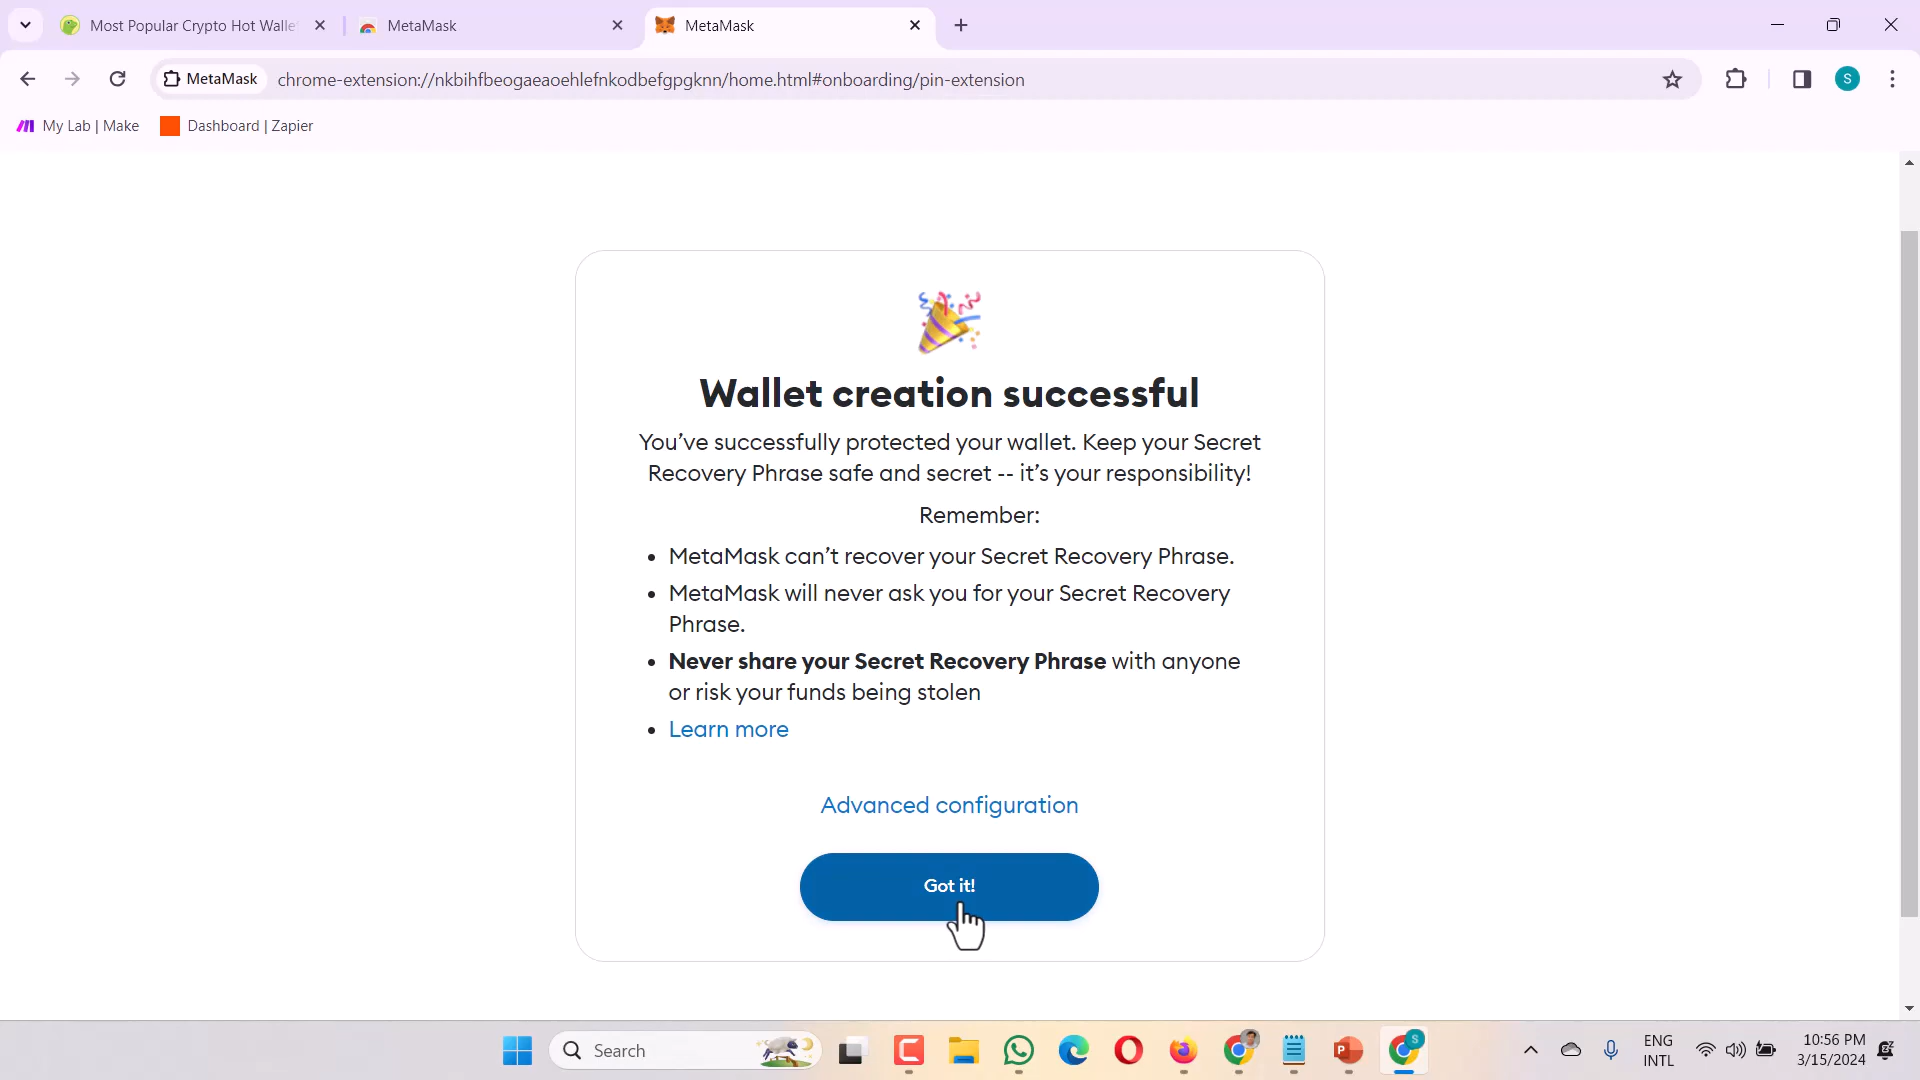 Most Popular Crypto Hot Walle
MetaMask
MetaMask
MetaMask
chrome-extension://nkbihfbeogaeaoehlefnkodbefgpgknn/home.html#onboarding/pin-extension
S
My Lab | Make
Dashboard | Zapier
Wallet creation successful
You’ve successfully protected your wallet. Keep your Secret
Recovery Phrase safe and secret -- it’s your responsibility!
Remember:
• MetaMask can’t recover your Secret Recovery Phrase.
• MetaMask will never ask you for your Secret Recovery
Phrase.
• Never share your Secret Recovery Phrase with anyone
or risk your funds being stolen
• Learn more
Advanced configuration
Got it!
Search
S
ENG
INTL
10:56 PM
3/15/2024